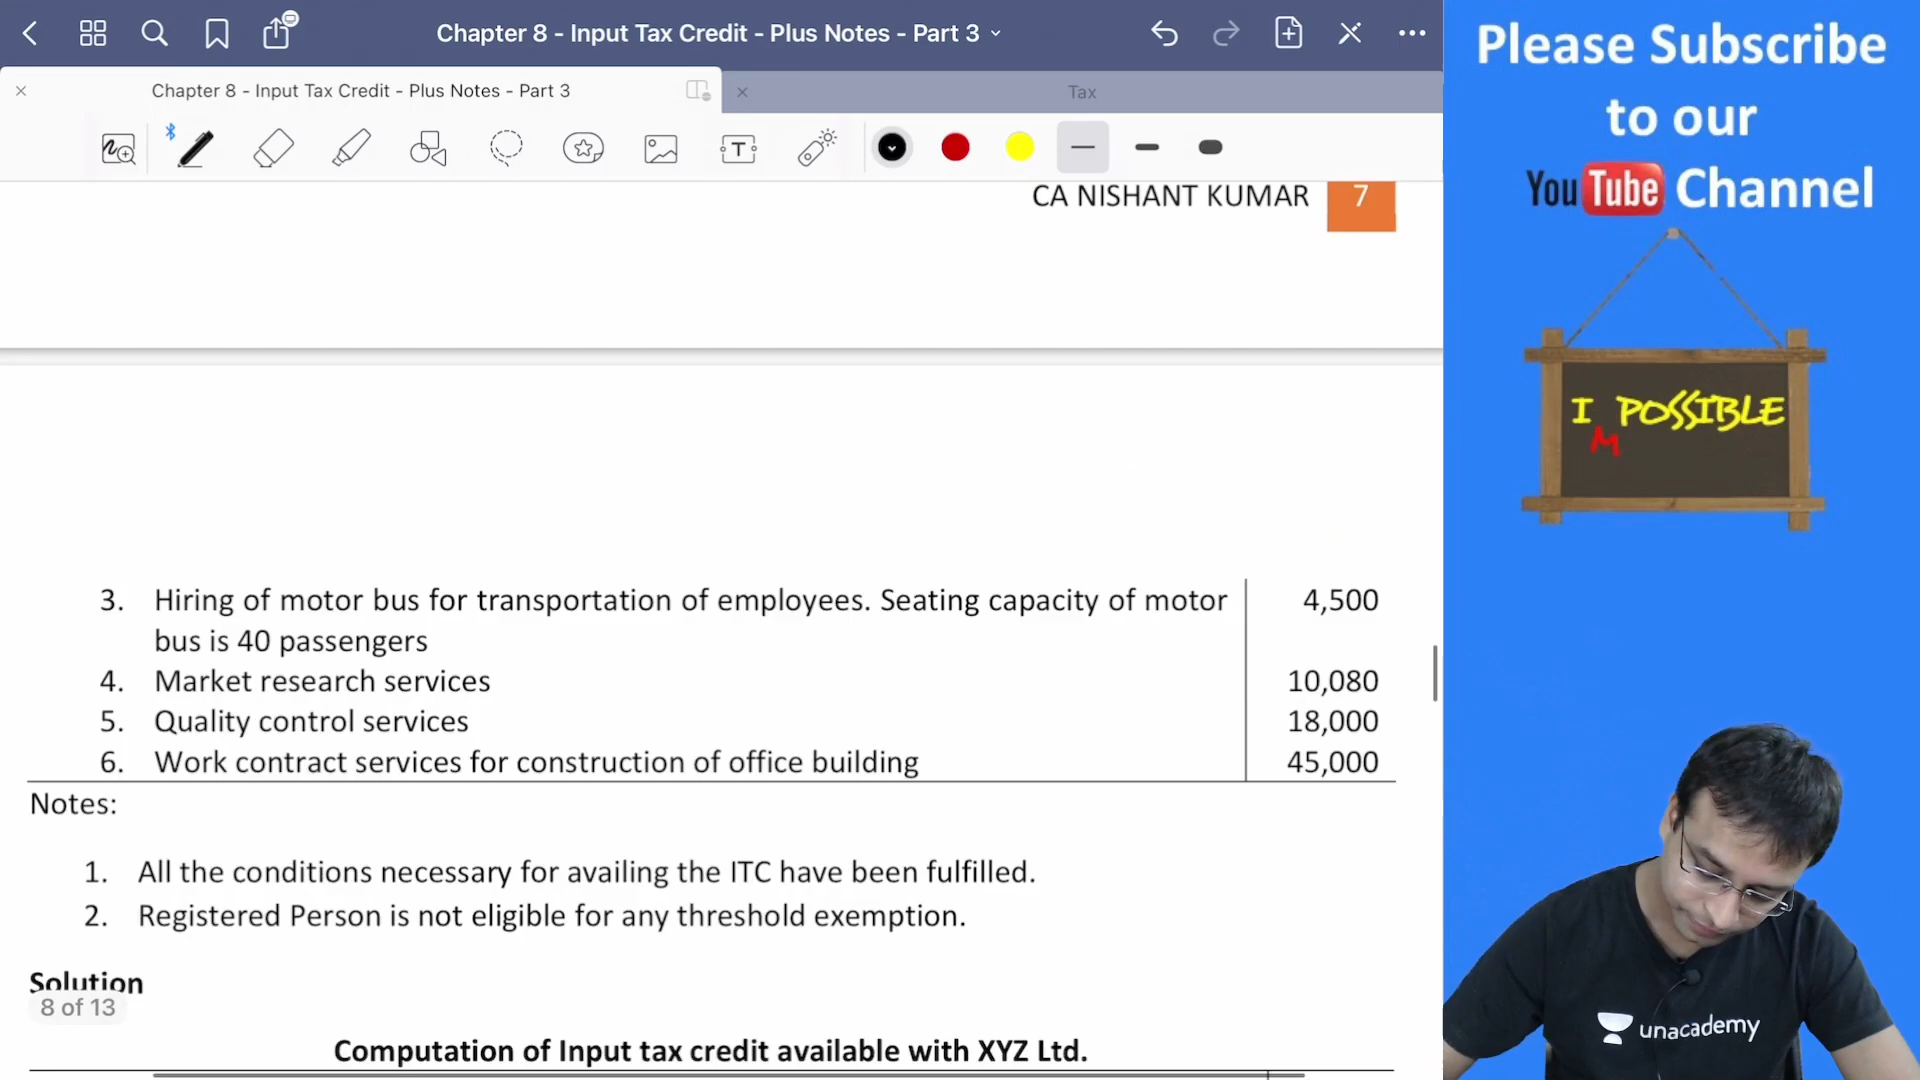 Chapter 8 - Input Tax Credit - Plus Notes - Part 3
Chapter 8 - Input Tax Credit - Plus Notes - Part 3
Tax
CA NISHANT KUMAR 7
3. Hiring of motor bus for transportation of employees. Seating capacity of motor 4,500
bus is 40 passengers
4. Market research services 10,080
5. Quality control services 18,000
6. Work contract services for construction of office building 45,000
Notes:
1. All the conditions necessary for availing the ITC have been fulfilled.
2. Registered Person is not eligible for any threshold exemption.
Solution
8 of 13
Computation of Input tax credit available with XYZ Ltd.
Please Subscribe
to our
YouTube Channel
I POSSIBLE
M
unacademy